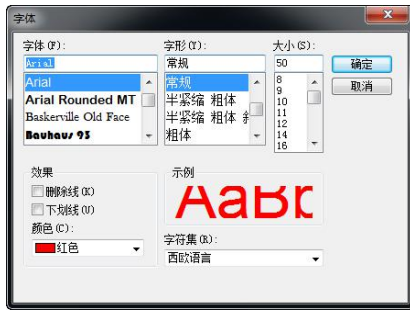 字体
字体(F):
Arial
Arial
Arial Rounded MT
Baskerville Old Face
Bauhaus 93
字形(Y):
常规
常规
半紧缩 粗体
半紧缩 粗体
粗体
大小(S):
50
8
9
10
11
12
14
16
确定
取消
效果
删除线(K)
下划线(U)
颜色(C):
红色
示例
AaBb
字符集(R):
西欧语言